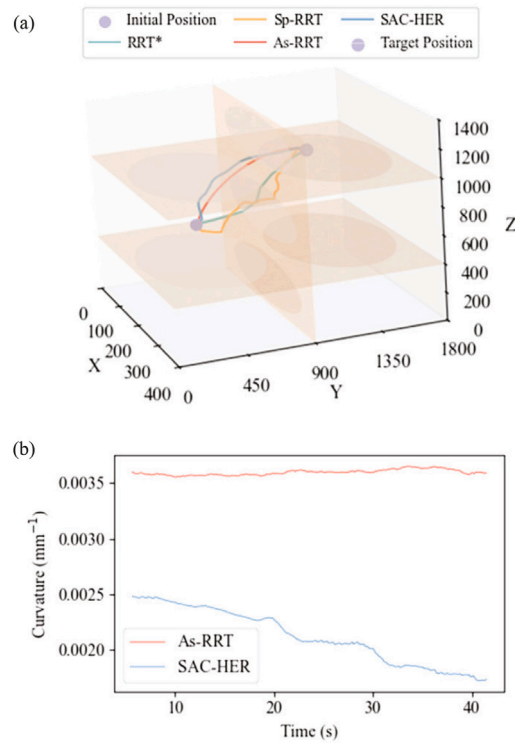 (a)
Initial Position
Sp-RRT
SAC-HER
RRT*
As-RRT
Target Position
1400
1200
1000
800
600
400
200
0
Z
0
100
200
300
400
X
0
450
900
1350
1800
Y
(b)
0.0035
0.0030
0.0025
0.0020
Curvature (mm⁻¹)
As-RRT
SAC-HER
10
20
30
40
Time (s)